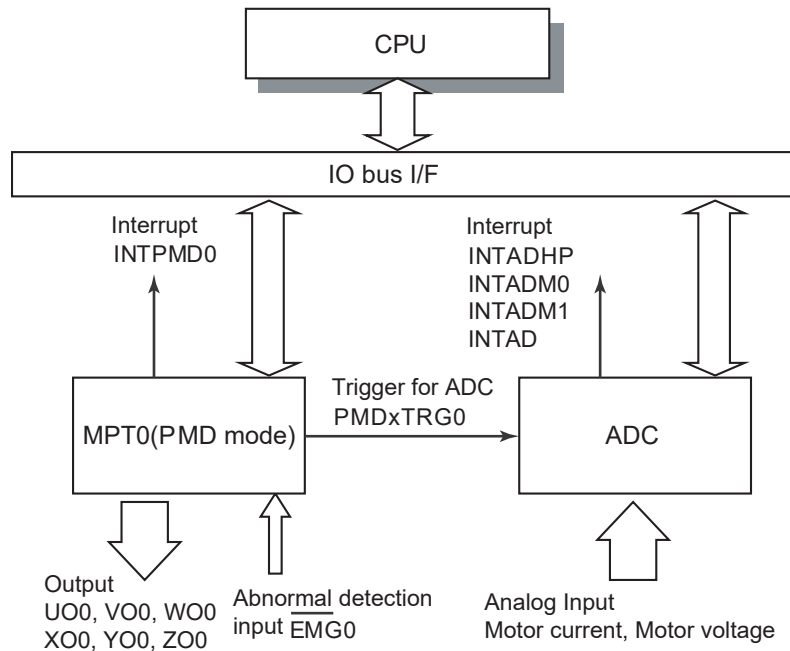 CPU
IO bus I/F
Interrupt
INTPMD0
Interrupt
INTADHP
INTADM0
INTADM1
INTAD
Trigger for ADC
PMDxTRG0
MPT0(PMD mode)
ADC
Output
UO0, VO0, WO0
XO0, YO0, ZO0
Abnormal detection
input E̅M̅G̅0̅
Analog Input
Motor current, Motor voltage